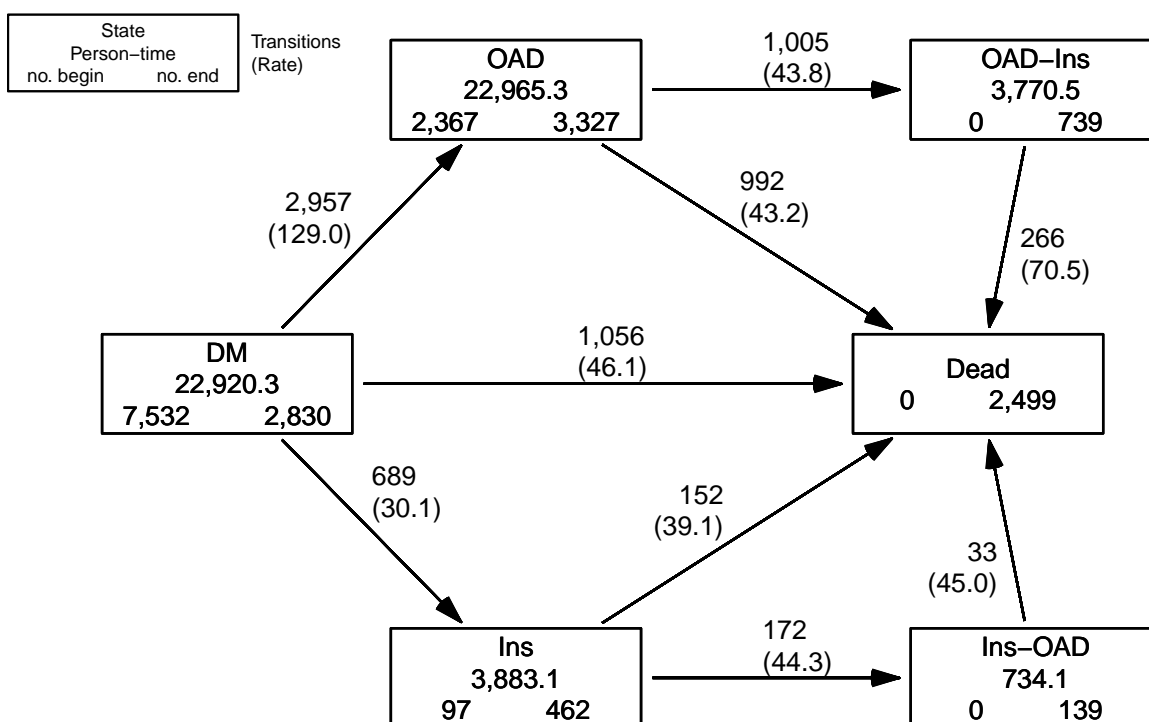 State
Person−time
no. begin no. end
Transitions
(Rate)
OAD
22,965.3
2,367 3,327
1,005
(43.8)
OAD−Ins
3,770.5
0 739
2,957
(129.0)
992
(43.2)
266
(70.5)
DM
22,920.3
7,532 2,830
1,056
(46.1)
Dead
0 2,499
689
(30.1)
152
(39.1)
33
(45.0)
Ins
3,883.1
97 462
172
(44.3)
Ins−OAD
734.1
0 139